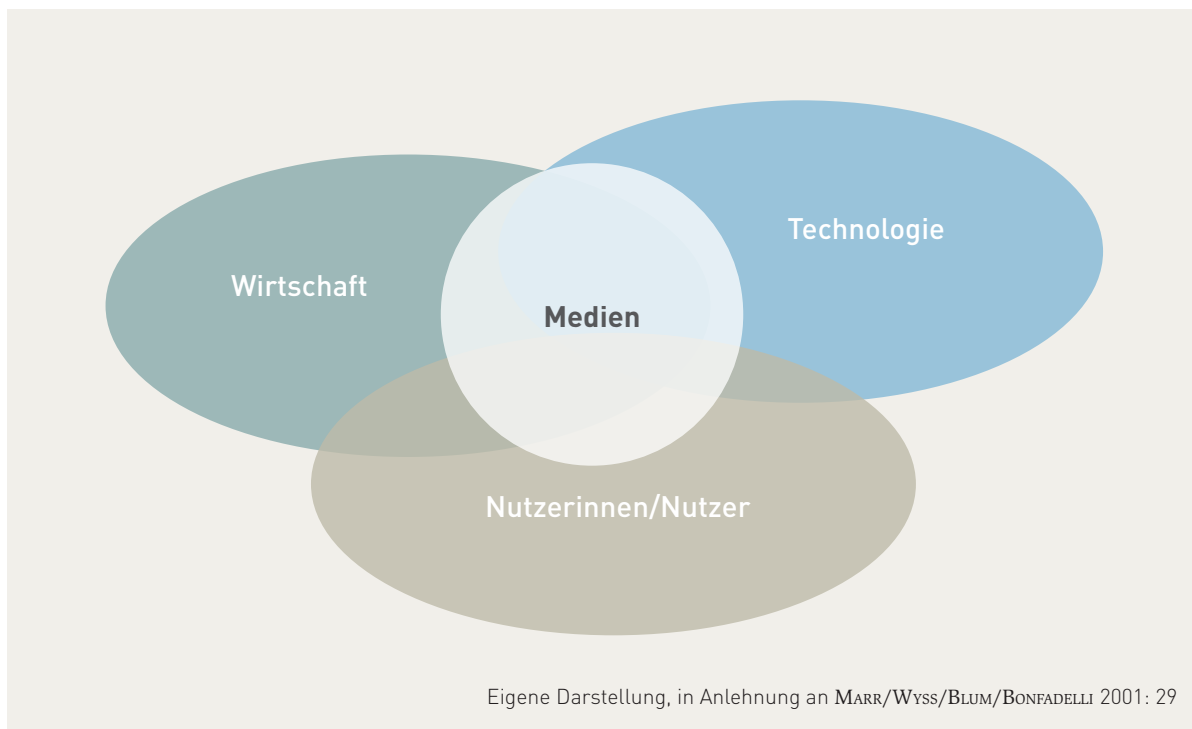 Technologie
Wirtschaft
Medien
Nutzerinnen/Nutzer
Eigene Darstellung, in Anlehnung an Marr/Wyss/Blum/Bonfadelli 2001: 29